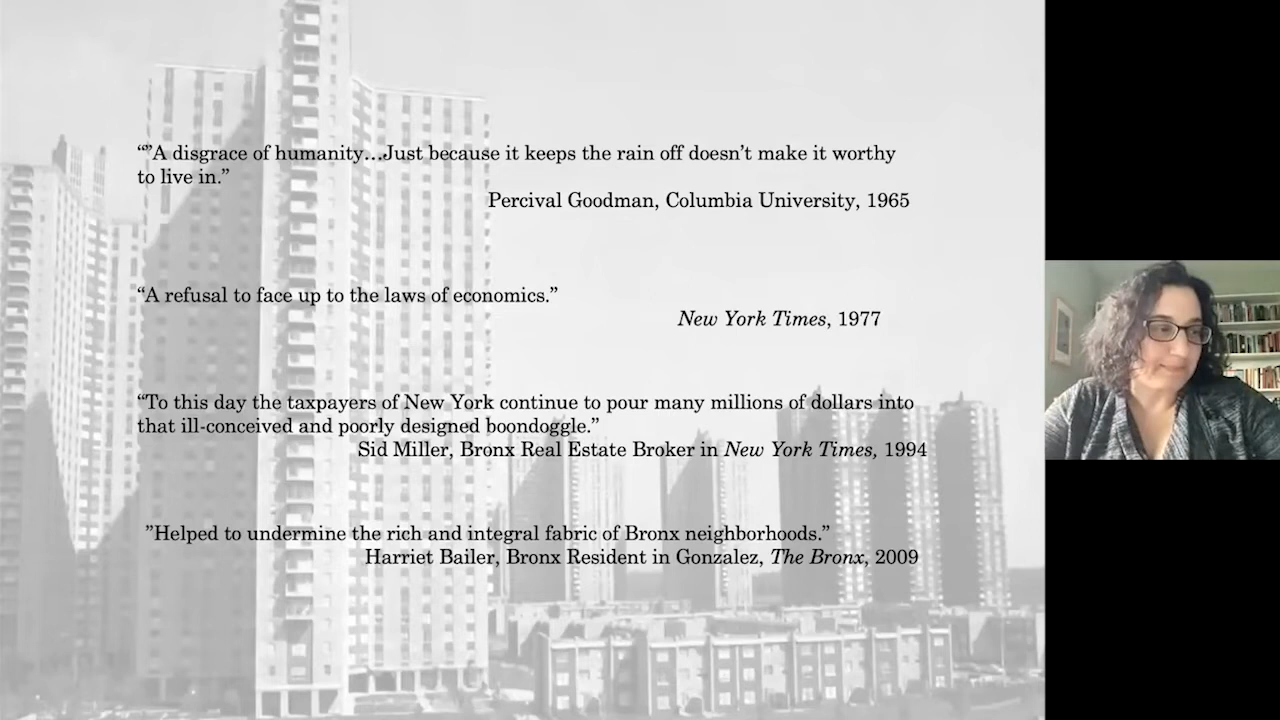 “”A disgrace of humanity…Just because it keeps the rain off doesn’t make it worthy
to live in.”
Percival Goodman, Columbia University, 1965
“A refusal to face up to the laws of economics.”
New York Times, 1977
“To this day the taxpayers of New York continue to pour many millions of dollars into
that ill-conceived and poorly designed boondoggle.”
Sid Miller, Bronx Real Estate Broker in New York Times, 1994
”Helped to undermine the rich and integral fabric of Bronx neighborhoods.”
Harriet Bailer, Bronx Resident in Gonzalez, The Bronx, 2009